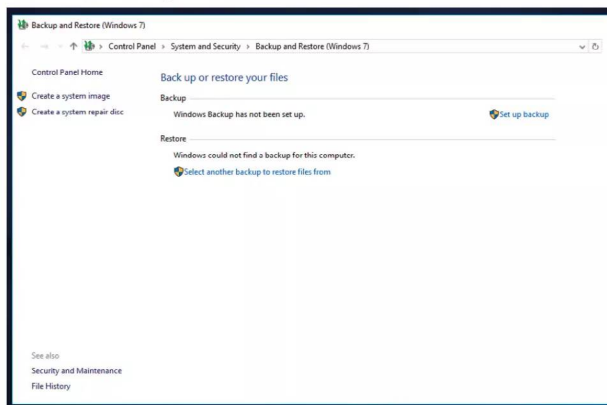 Backup and Restore (Windows 7)
Control Panel > System and Security > Backup and Restore (Windows 7)
Control Panel Home
Create a system image
Create a system repair disc
Back up or restore your files
Backup
Windows Backup has not been set up.
Set up backup
Restore
Windows could not find a backup for this computer.
Select another backup to restore files from
See also
Security and Maintenance
File History